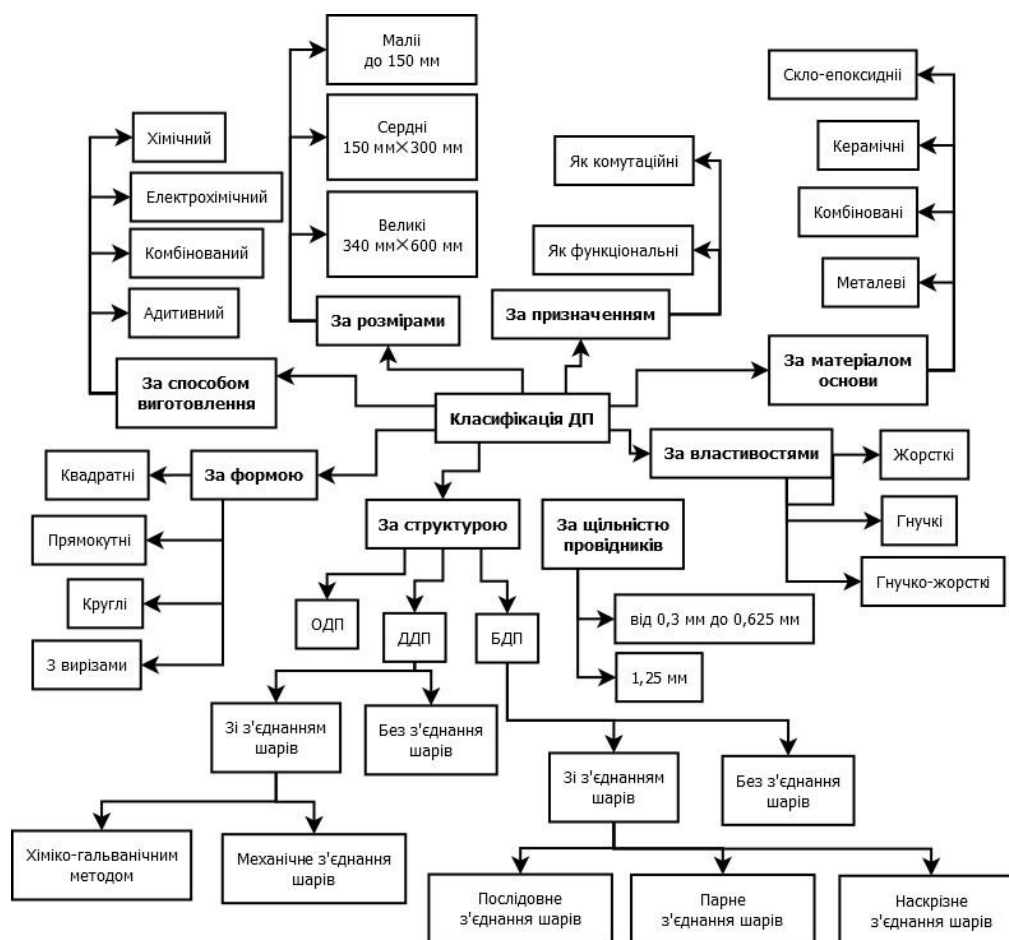 Маліі
до 150 мм
Сердні
150 мм×300 мм
Великі
340 мм×600 мм
За розмірами
Хімічний
Електрохімічний
Комбінований
Адитивний
За способом
виготовлення
Як комутаційні
Як функціональні
За призначенням
Скло-епоксидніі
Керамічні
Комбіновані
Металеві
За матеріалом
основи
Класифікація ДП
За формою
Квадратні
Прямокутні
Круглі
З вирізами
За структурою
ОДП
ДДП
БДП
За щільністю
провідників
від 0,3 мм до 0,625 мм
1,25 мм
За властивостями
Жорсткі
Гнучкі
Гнучко-жорсткі
Зі з'єднанням
шарів
Без з'єднання
шарів
Хіміко-гальванічним
методом
Механічне з'єднання
шарів
Зі з'єднанням
шарів
Без з'єднання
шарів
Послідовне
з'єднання шарів
Парне
з'єднання шарів
Наскрізне
з'єднання шарів